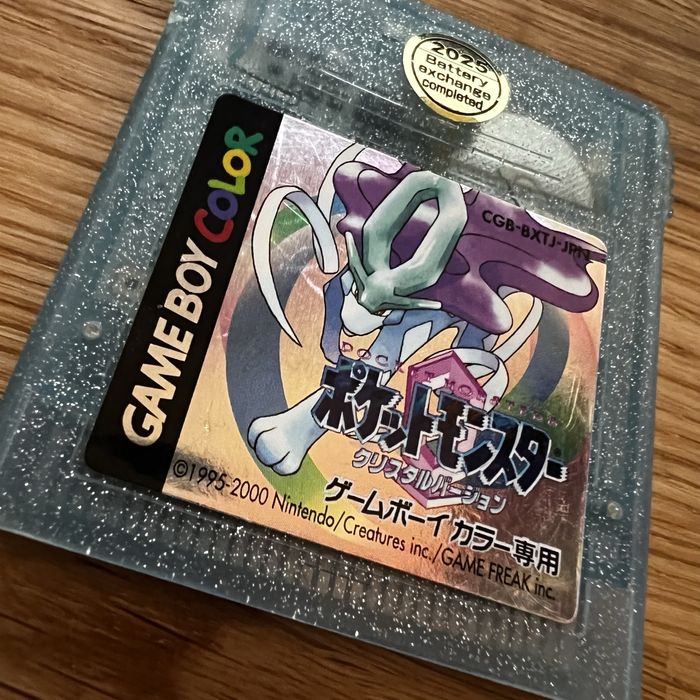 2025
Battery
exchange
completed
GAME BOY COLOR
CGB-BXTJ-JPN
POCKET MONSTERS
ポケットモンスター
クリスタルバージョン
ゲームボーイ カラー専用
©1995-2000 Nintendo/Creatures inc./GAME FREAK inc.